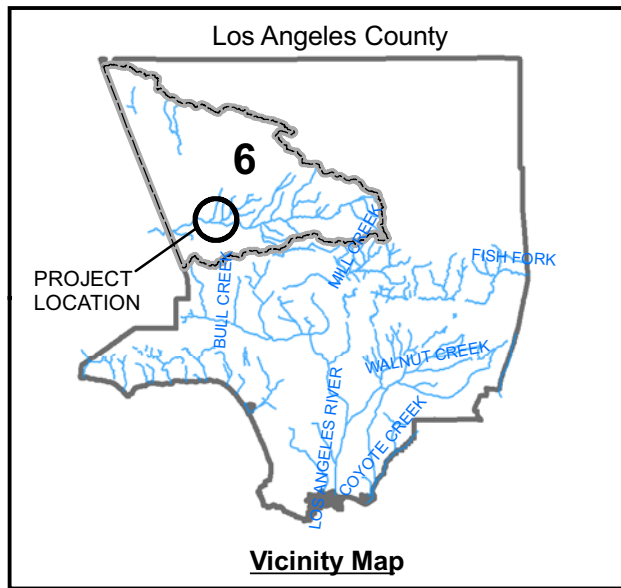 Los Angeles County
6
PROJECT
LOCATION
BULL CREEK
MILL CREEK
FISH FORK
WALNUT CREEK
LOS ANGELES RIVER
COYOTE CREEK
Vicinity Map